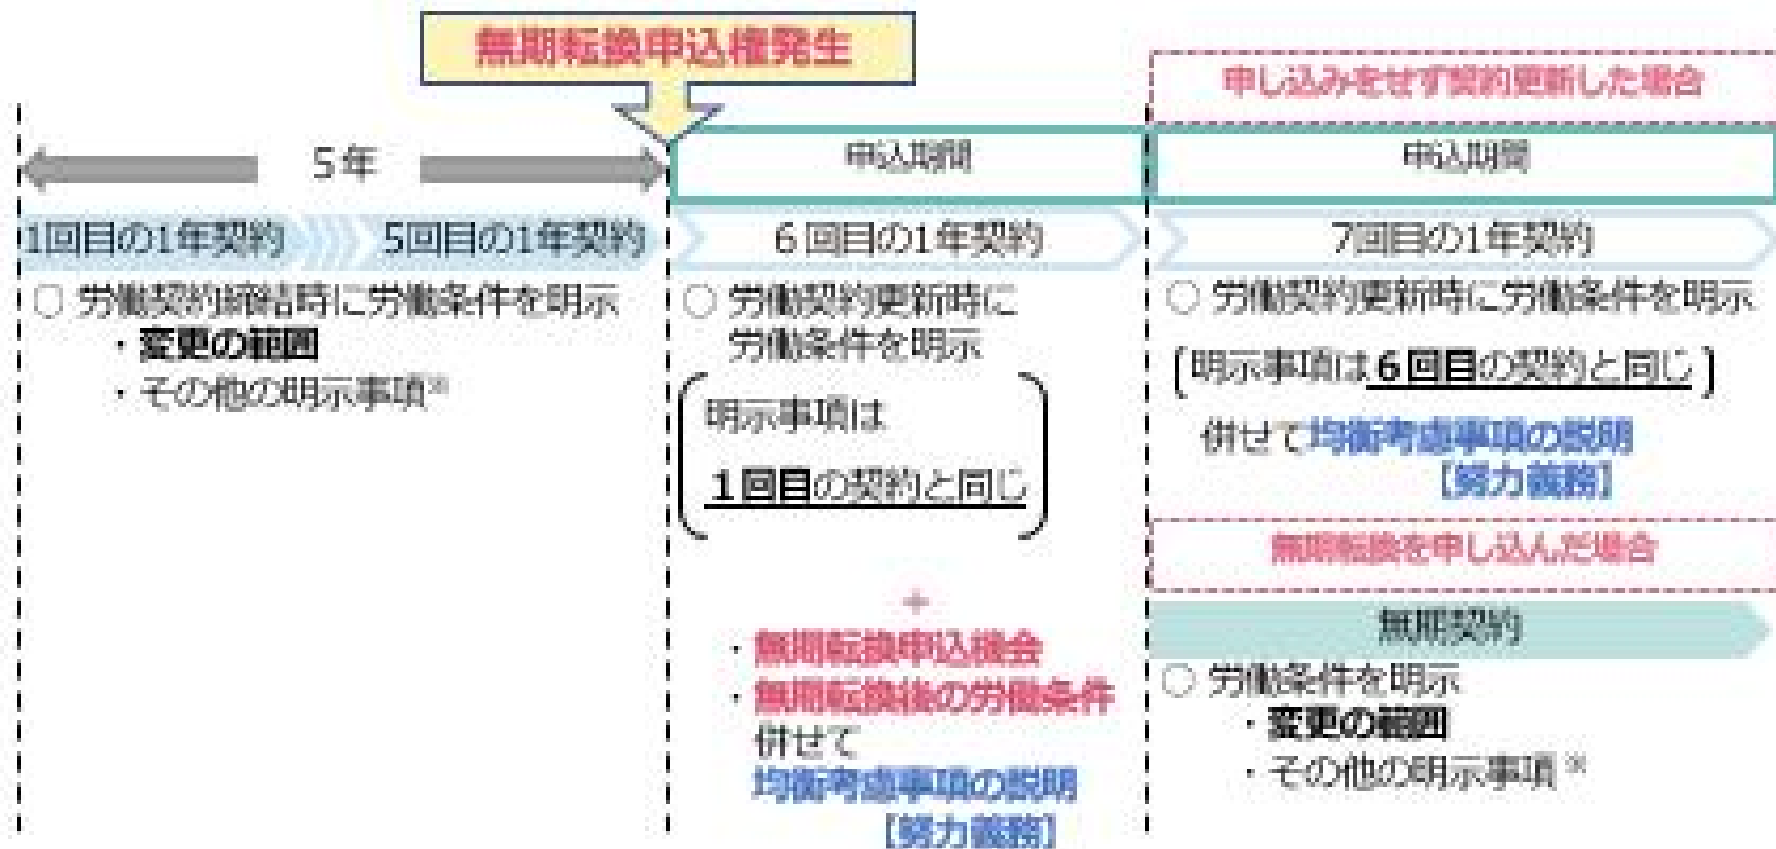 無期転換申込権発生
5年
1回目の1年契約
5回目の1年契約
○ 労働契約締結時に労働条件を明示
・変更の範囲
・その他の明示事項※
申込期間
6回目の1年契約
○ 労働契約更新時に
労働条件を明示
明示事項は
1回目の契約と同じ
+
・無期転換申込機会
・無期転換後の労働条件
併せて
均衡考慮事項の説明
【努力義務】
申し込みをせず契約更新した場合
申込期間
7回目の1年契約
○ 労働契約更新時に労働条件を明示
[明示事項は6回目の契約と同じ]
併せて均衡考慮事項の説明
【努力義務】
無期転換を申し込んだ場合
無期契約
○ 労働条件を明示
・変更の範囲
・その他の明示事項※